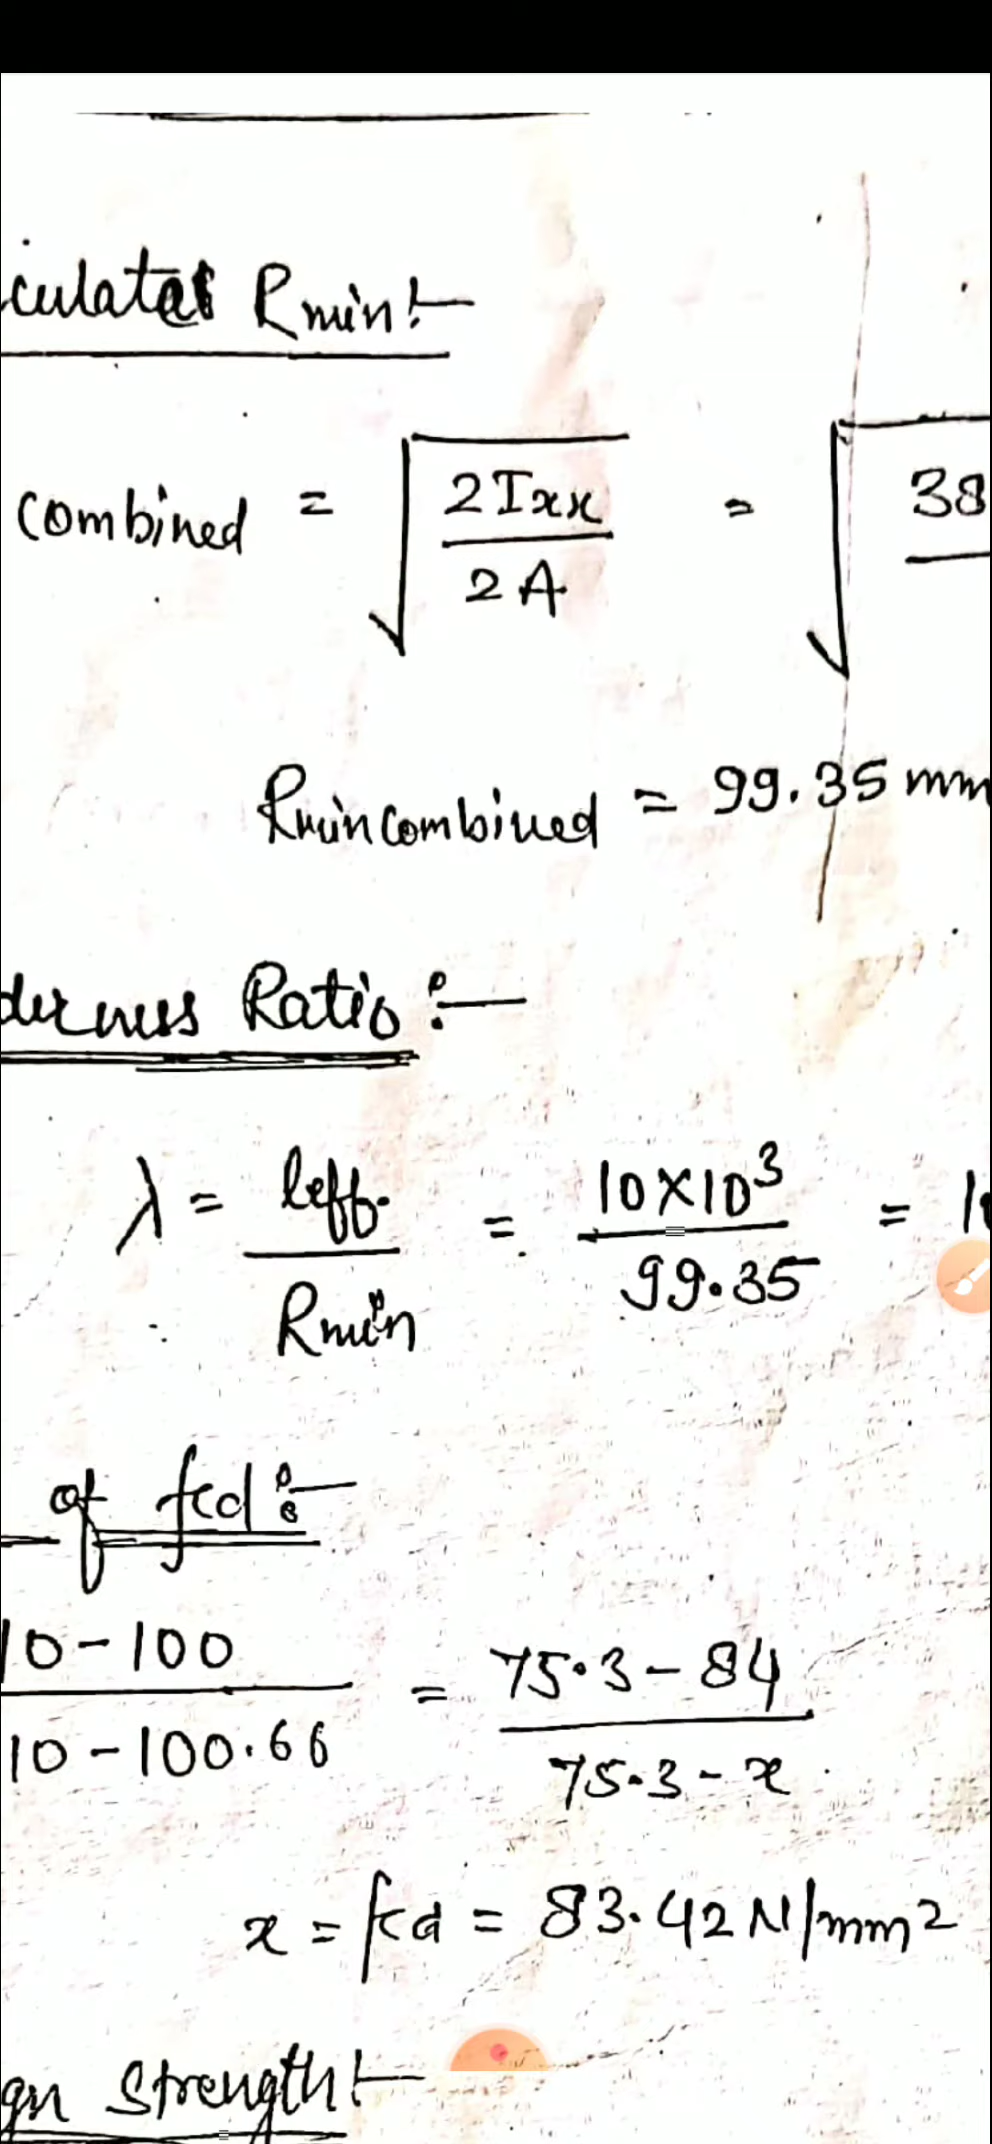 culate Rmin:-
combined = √(2Ixx / 2A) = √(38
Rmin combined = 99.35 mm
derness Ratio :-
λ = leff. / Rmin = 10×10³ / 99.35 = 1
of fcd :-
10-100 / 10-100.66 = 75.3-84 / 75.3-x
x = fcd = 83.42 N/mm²
gn Strength:-